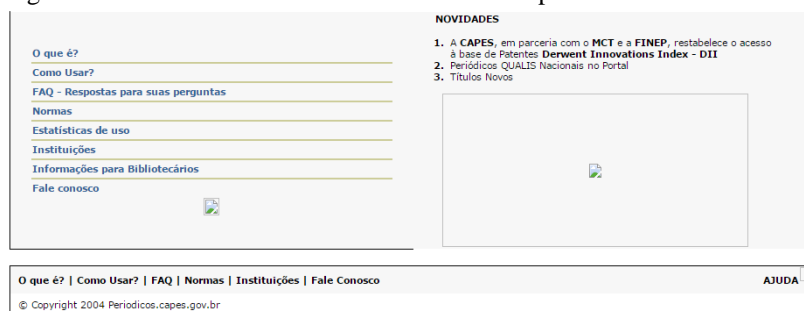 O que é?
Como Usar?
FAQ - Respostas para suas perguntas
Normas
Estatísticas de uso
Instituições
Informações para Bibliotecários
Fale conosco
NOVIDADES
1. A CAPES, em parceria com o MCT e a FINEP, restabelece o acesso
à base de Patentes Derwent Innovations Index - DII
2. Periódicos QUALIS Nacionais no Portal
3. Títulos Novos
O que é? | Como Usar? | FAQ | Normas | Instituições | Fale Conosco
AJUDA
© Copyright 2004 Periodicos.capes.gov.br